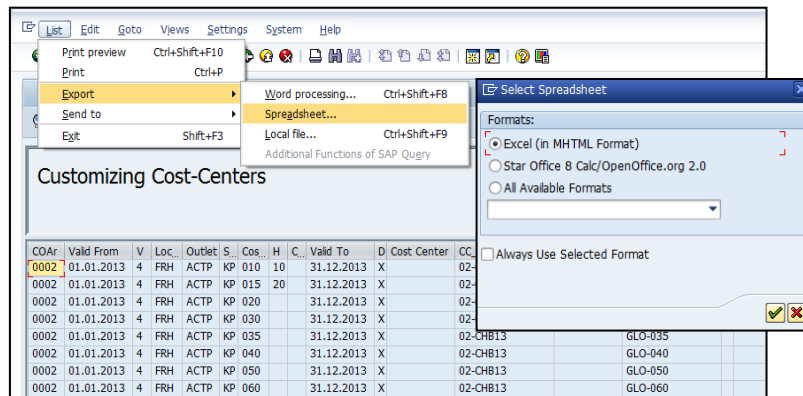 List Edit Goto Views Settings System Help
Print preview Ctrl+Shift+F10
Print Ctrl+P
Export
Send to
Exit Shift+F3
Word processing... Ctrl+Shift+F8
Spreadsheet...
Local file... Ctrl+Shift+F9
Additional Functions of SAP Query
Select Spreadsheet
Formats:
Excel (in MHTML Format)
Star Office 8 Calc/OpenOffice.org 2.0
All Available Formats
Always Use Selected Format
Customizing Cost-Centers
COAr Valid From V Loc... Outlet S... Cos... H C... Valid To D Cost Center CC_
0002 01.01.2013 4 FRH ACTP KP 010 10 31.12.2013 X 02-
0002 01.01.2013 4 FRH ACTP KP 015 20 31.12.2013 X 02-
0002 01.01.2013 4 FRH ACTP KP 020 31.12.2013 X 02-
0002 01.01.2013 4 FRH ACTP KP 030 31.12.2013 X 02-
0002 01.01.2013 4 FRH ACTP KP 035 31.12.2013 X 02-CHB13 GLO-035
0002 01.01.2013 4 FRH ACTP KP 040 31.12.2013 X 02-CHB13 GLO-040
0002 01.01.2013 4 FRH ACTP KP 050 31.12.2013 X 02-CHB13 GLO-050
0002 01.01.2013 4 FRH ACTP KP 060 31.12.2013 X 02-CHB13 GLO-060